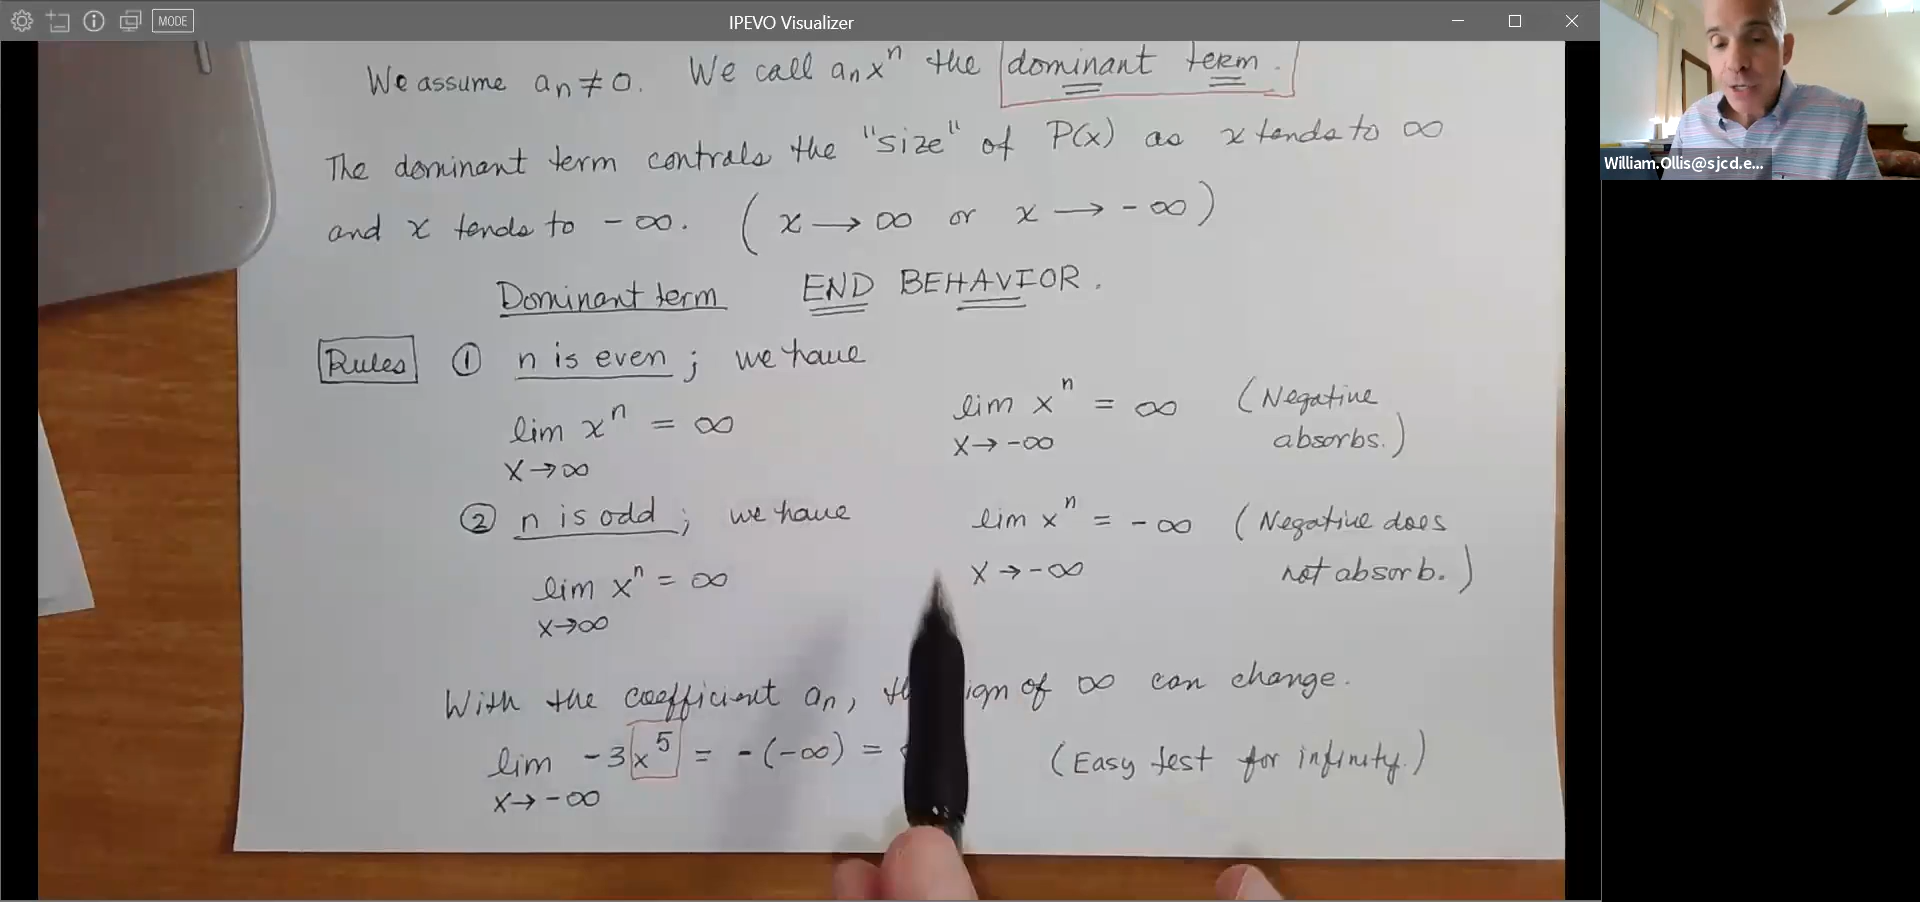 MODE
IPEVO Visualizer
William.Ollis@sjcd.e...
We assume aₙ ≠ 0. We call aₙxⁿ the dominant term.
The dominant term controls the "size" of P(x) as x tends to ∞
and x tends to -∞. ( x → ∞ or x → -∞ )
Dominant term END BEHAVIOR.
Rules ① n is even ; we have
lim xⁿ = ∞ lim xⁿ = ∞ (Negative
x→∞ x→-∞ absorbs.)
② n is odd ; we have
lim xⁿ = ∞ lim xⁿ = -∞ (Negative does
x→∞ x→-∞ not absorb.)
With the coefficient aₙ, ign of ∞ can change.
lim -3x⁵ = -(-∞) = (Easy test for infinity.)
x→-∞